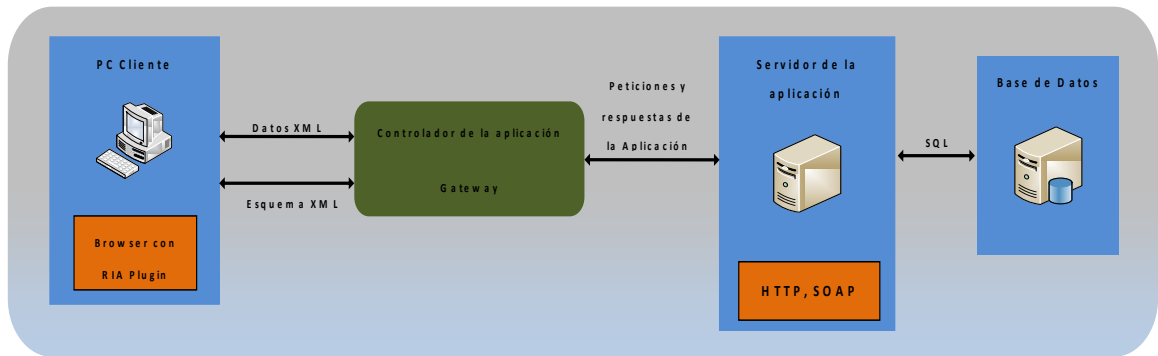 PC Cliente
Browser con
RIA Plugin
Datos XML
Esquema XML
Controlador de la aplicación
Gateway
Peticiones y
respuestas de
la Aplicación
Servidor de la
aplicación
HTTP, SOAP
SQL
Base de Datos